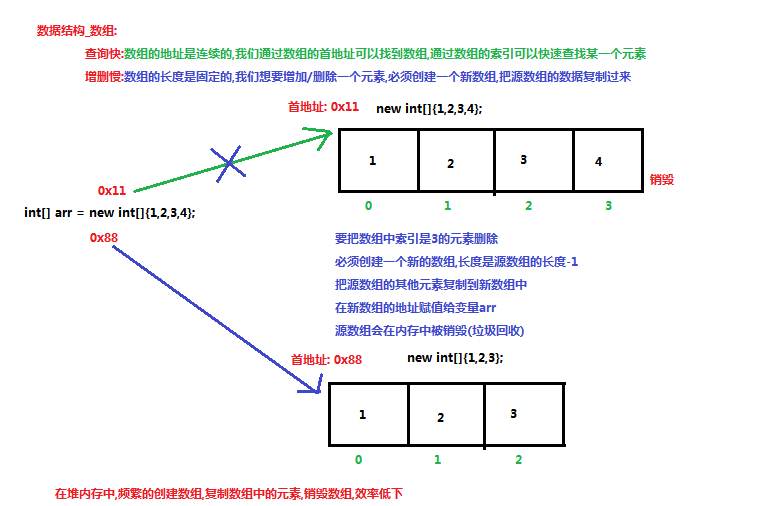 数据结构_数组:
查询快:数组的地址是连续的,我们通过数组的首地址可以找到数组,通过数组的索引可以快速查找某一个元素
增删慢:数组的长度是固定的,我们想要增加/删除一个元素,必须创建一个新数组,把源数组的数据复制过来
首地址: 0x11 new int[]{1,2,3,4};
1 2 3 4
0x11
销毁
0 1 2 3
int[] arr = new int[]{1,2,3,4};
0x88
要把数组中索引是3的元素删除
必须创建一个新的数组,长度是源数组的长度-1
把源数组的其他元素复制到新数组中
在新数组的地址赋值给变量arr
源数组会在内存中被销毁(垃圾回收)
首地址: 0x88 new int[]{1,2,3};
1 2 3
0 1 2
在堆内存中,频繁的创建数组,复制数组中的元素,销毁数组,效率低下